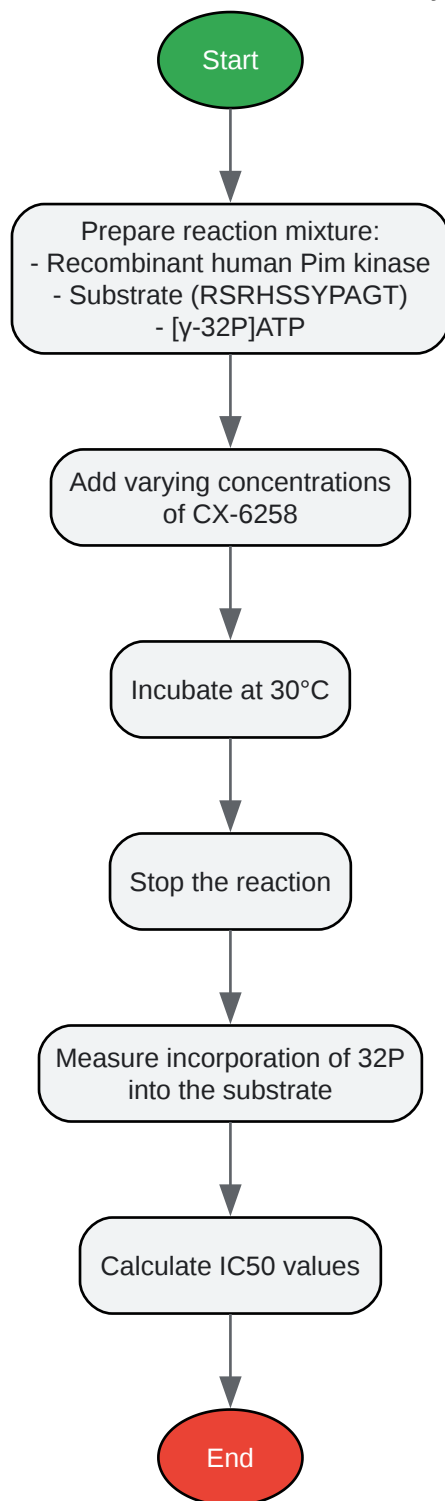 Start
Prepare reaction mixture:
- Recombinant human Pim kinase
- Substrate (RSRHSSYPAGT)
- [γ-32P]ATP
Add varying concentrations
of CX-6258
Incubate at 30°C
Stop the reaction
Measure incorporation of 32P
into the substrate
Calculate IC50 values
End